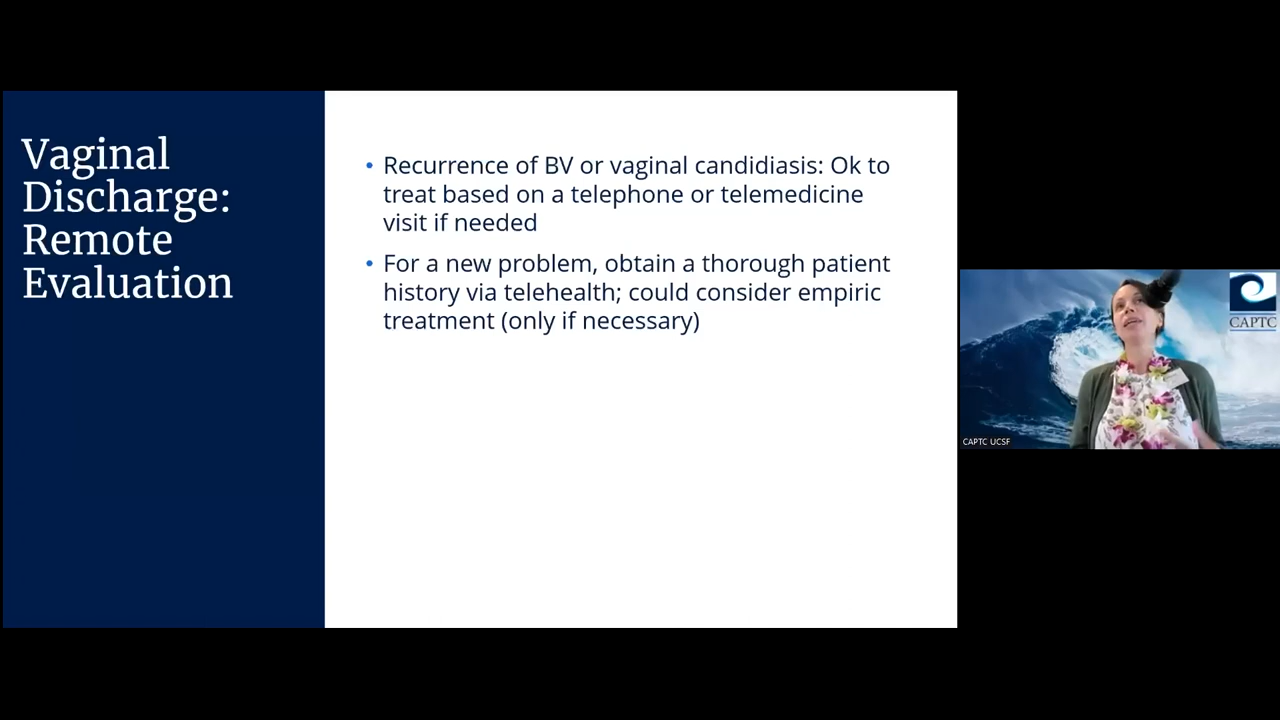 Vaginal
Discharge:
Remote
Evaluation
• Recurrence of BV or vaginal candidiasis: Ok to
treat based on a telephone or telemedicine
visit if needed
• For a new problem, obtain a thorough patient
history via telehealth; could consider empiric
treatment (only if necessary)
CAPTC
CAPTC UCSF